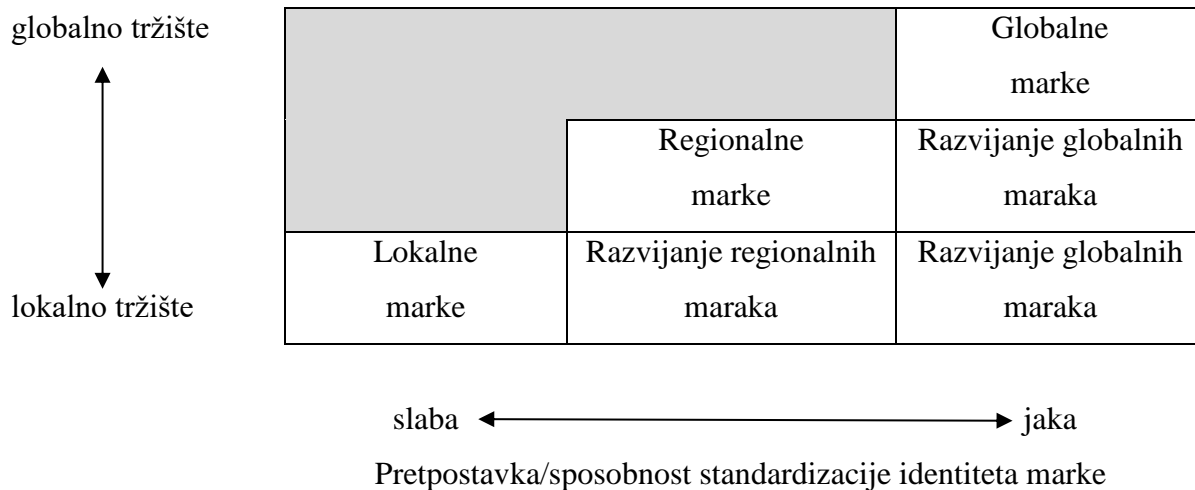 globalno tržište
Globalne
marke
Regionalne
marke
Razvijanje globalnih
maraka
lokalno tržište
Lokalne
marke
Razvijanje regionalnih
maraka
Razvijanje globalnih
maraka
slaba
jaka
Pretpostavka/sposobnost standardizacije identiteta marke